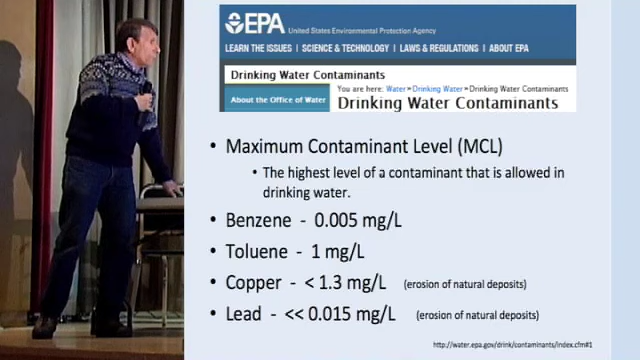 EPA United States Environmental Protection Agency
LEARN THE ISSUES | SCIENCE & TECHNOLOGY | LAWS & REGULATIONS | ABOUT EPA
Drinking Water Contaminants
You are here: Water » Drinking Water » Drinking Water Contaminants
About the Office of Water
Drinking Water Contaminants
• Maximum Contaminant Level (MCL)
• The highest level of a contaminant that is allowed in
drinking water.
• Benzene - 0.005 mg/L
• Toluene - 1 mg/L
• Copper - < 1.3 mg/L (erosion of natural deposits)
• Lead - << 0.015 mg/L (erosion of natural deposits)
http://water.epa.gov/drink/contaminants/index.cfm#1